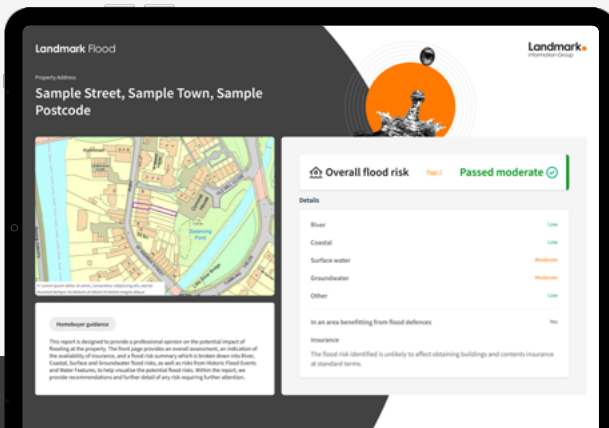 Landmark Flood
Landmark
Information Group
Property Address
Sample Street, Sample Town, Sample
Postcode
Balancing
Pond
Homebuyer guidance
This report is designed to provide a professional opinion on the potential impact of
flooding at the property. The front page provides an overall assessment, an indication of
the availability of insurance, and a flood risk summary which is broken down into River,
Coastal, Surface and Groundwater flood risks, as well as risks from Historic Flood Events
and Water Features, to help visualise the potential flood risks. Within the report, we
provide recommendations and further detail of any risk requiring further attention.
Overall flood risk
Page 2
Passed moderate
Details
River Low
Coastal Low
Surface water Moderate
Groundwater Moderate
Other Low
In an area benefitting from flood defences Yes
Insurance
The flood risk identified is unlikely to affect obtaining buildings and contents insurance
at standard terms.